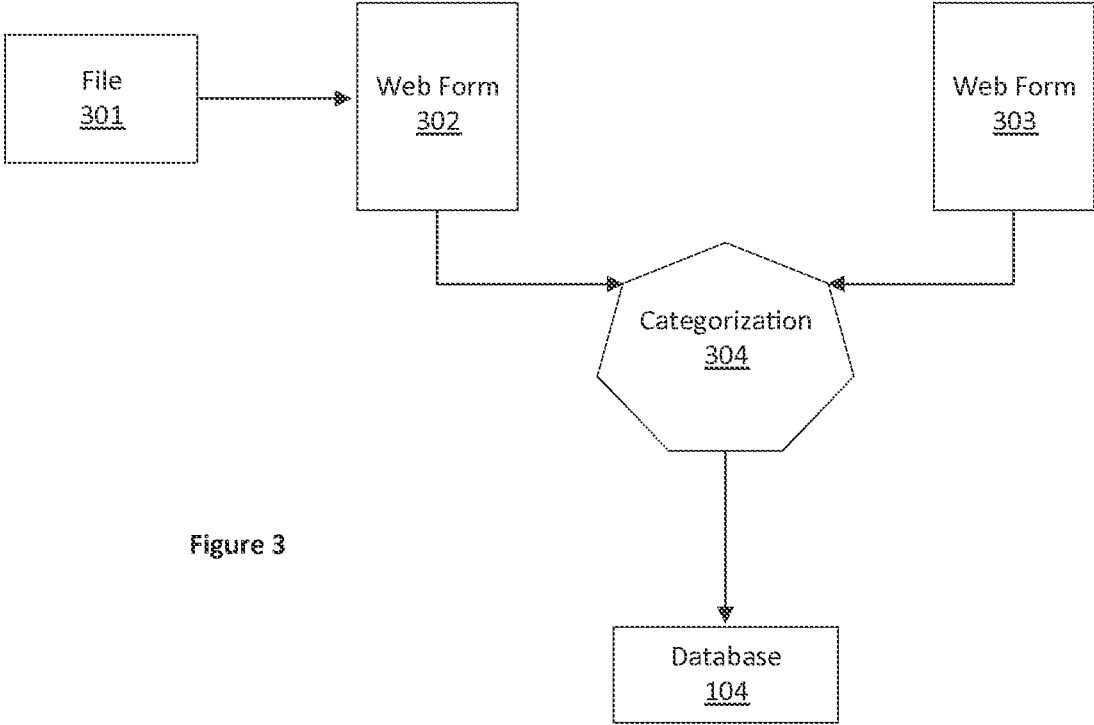 File
301
Web Form
302
Web Form
303
Categorization
304
Figure 3
Database
104